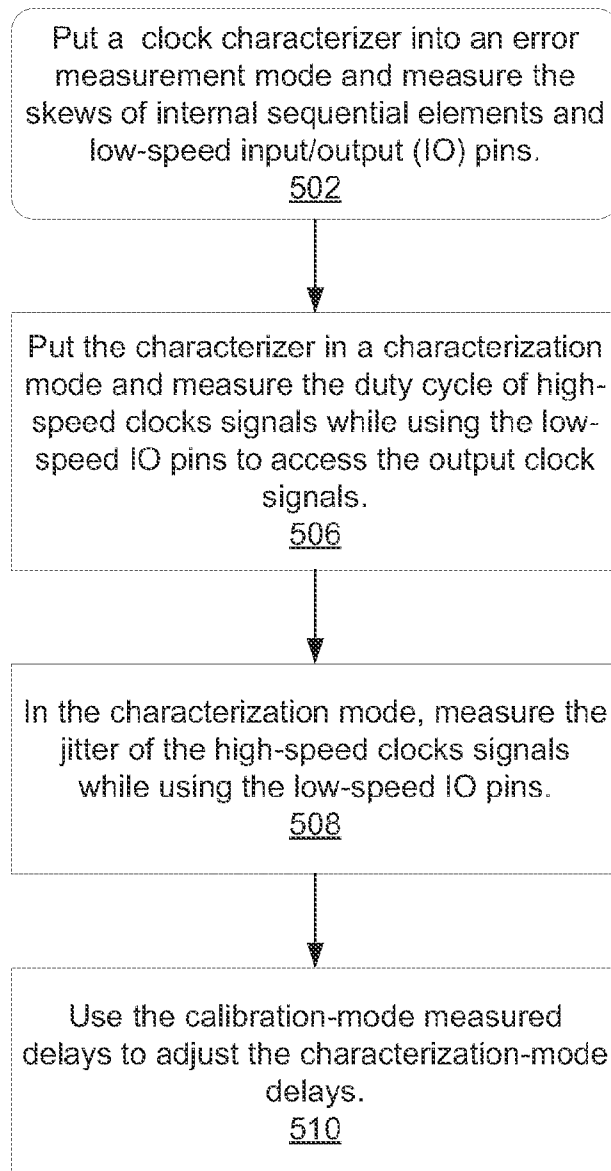 Put a clock characterizer into an error
measurement mode and measure the
skews of internal sequential elements and
low-speed input/output (IO) pins.
502
Put the characterizer in a characterization
mode and measure the duty cycle of high-
speed clocks signals while using the low-
speed IO pins to access the output clock
signals.
506
In the characterization mode, measure the
jitter of the high-speed clocks signals
while using the low-speed IO pins.
508
Use the calibration-mode measured
delays to adjust the characterization-mode
delays.
510